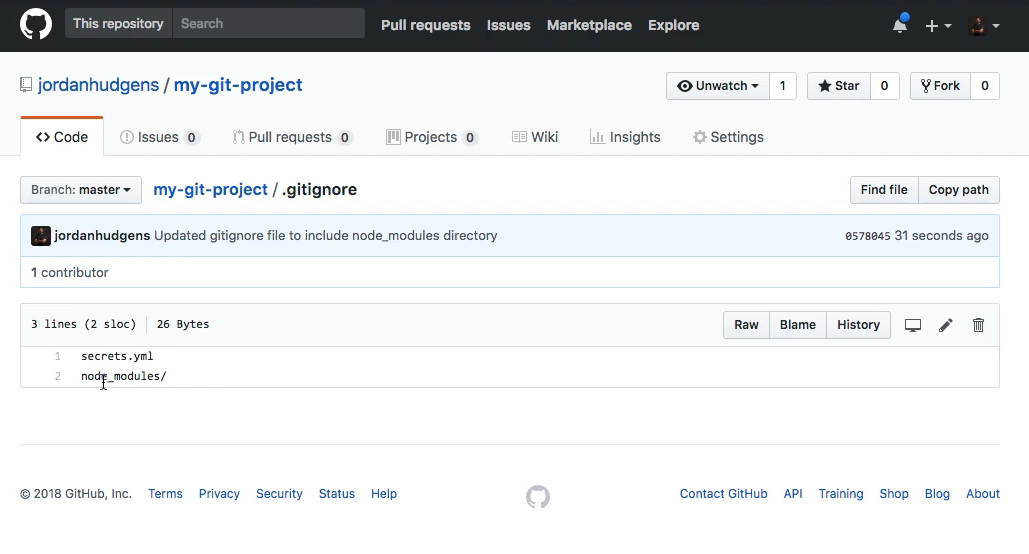 This repository Search Pull requests Issues Marketplace Explore
jordanhudgens / my-git-project Unwatch 1 Star 0 Fork 0
Code Issues 0 Pull requests 0 Projects 0 Wiki Insights Settings
Branch: master my-git-project / .gitignore Find file Copy path
jordanhudgens Updated gitignore file to include node_modules directory 0578045 31 seconds ago
1 contributor
3 lines (2 sloc) 26 Bytes Raw Blame History
1 secrets.yml
2 node_modules/
© 2018 GitHub, Inc. Terms Privacy Security Status Help Contact GitHub API Training Shop Blog About